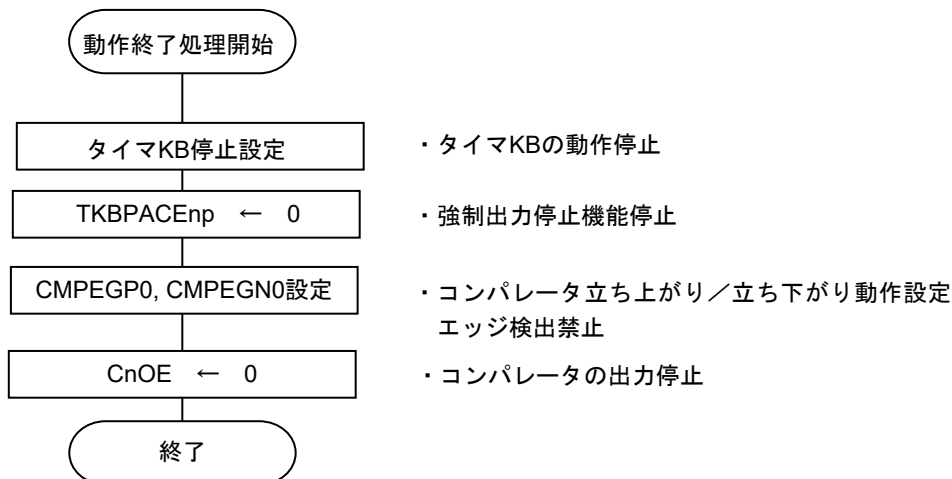 動作終了処理開始
タイマKB停止設定
・タイマKBの動作停止
TKBPACEnp ← 0
・強制出力停止機能停止
CMPEGP0, CMPEGN0設定
・コンパレータ立ち上がり／立ち下がり動作設定
エッジ検出禁止
CnOE ← 0
・コンパレータの出力停止
終了